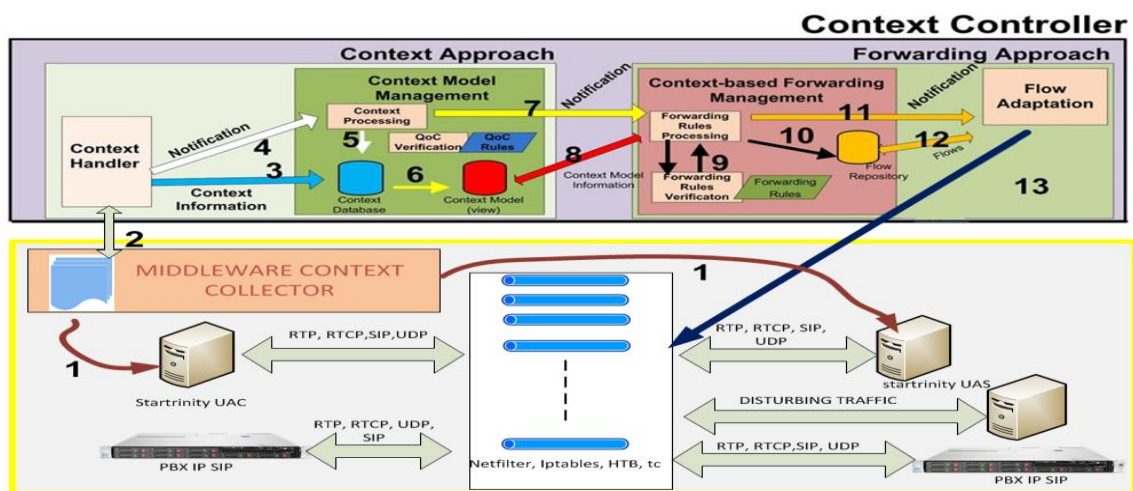 Context Controller
Context Approach
Forwarding Approach
Context Handler
Notification
4
3
Context
Information
Context Model
Management
Context
Processing
5
QoC
Verification
QoC
Rules
6
Context
Database
Context Model
(view)
7
Notification
8
Context Model
Information
Context-based Forwarding
Management
Forwarding
Rules
Processing
9
Forwarding
Rules
Verificaton
Forwarding
Rules
10
11
Flow
Repository
Notification
12
Flows
Flow
Adaptation
13
2
MIDDLEWARE CONTEXT
COLLECTOR
1
1
RTP, RTCP,SIP,UDP
Startrinity UAC
RTP, RTCP, UDP,
SIP
PBX IP SIP
Netfilter, Iptables, HTB, tc
RTP, RTCP, SIP,
UDP
startrinity UAS
DISTURBING TRAFFIC
RTP, RTCP,SIP, UDP
PBX IP SIP